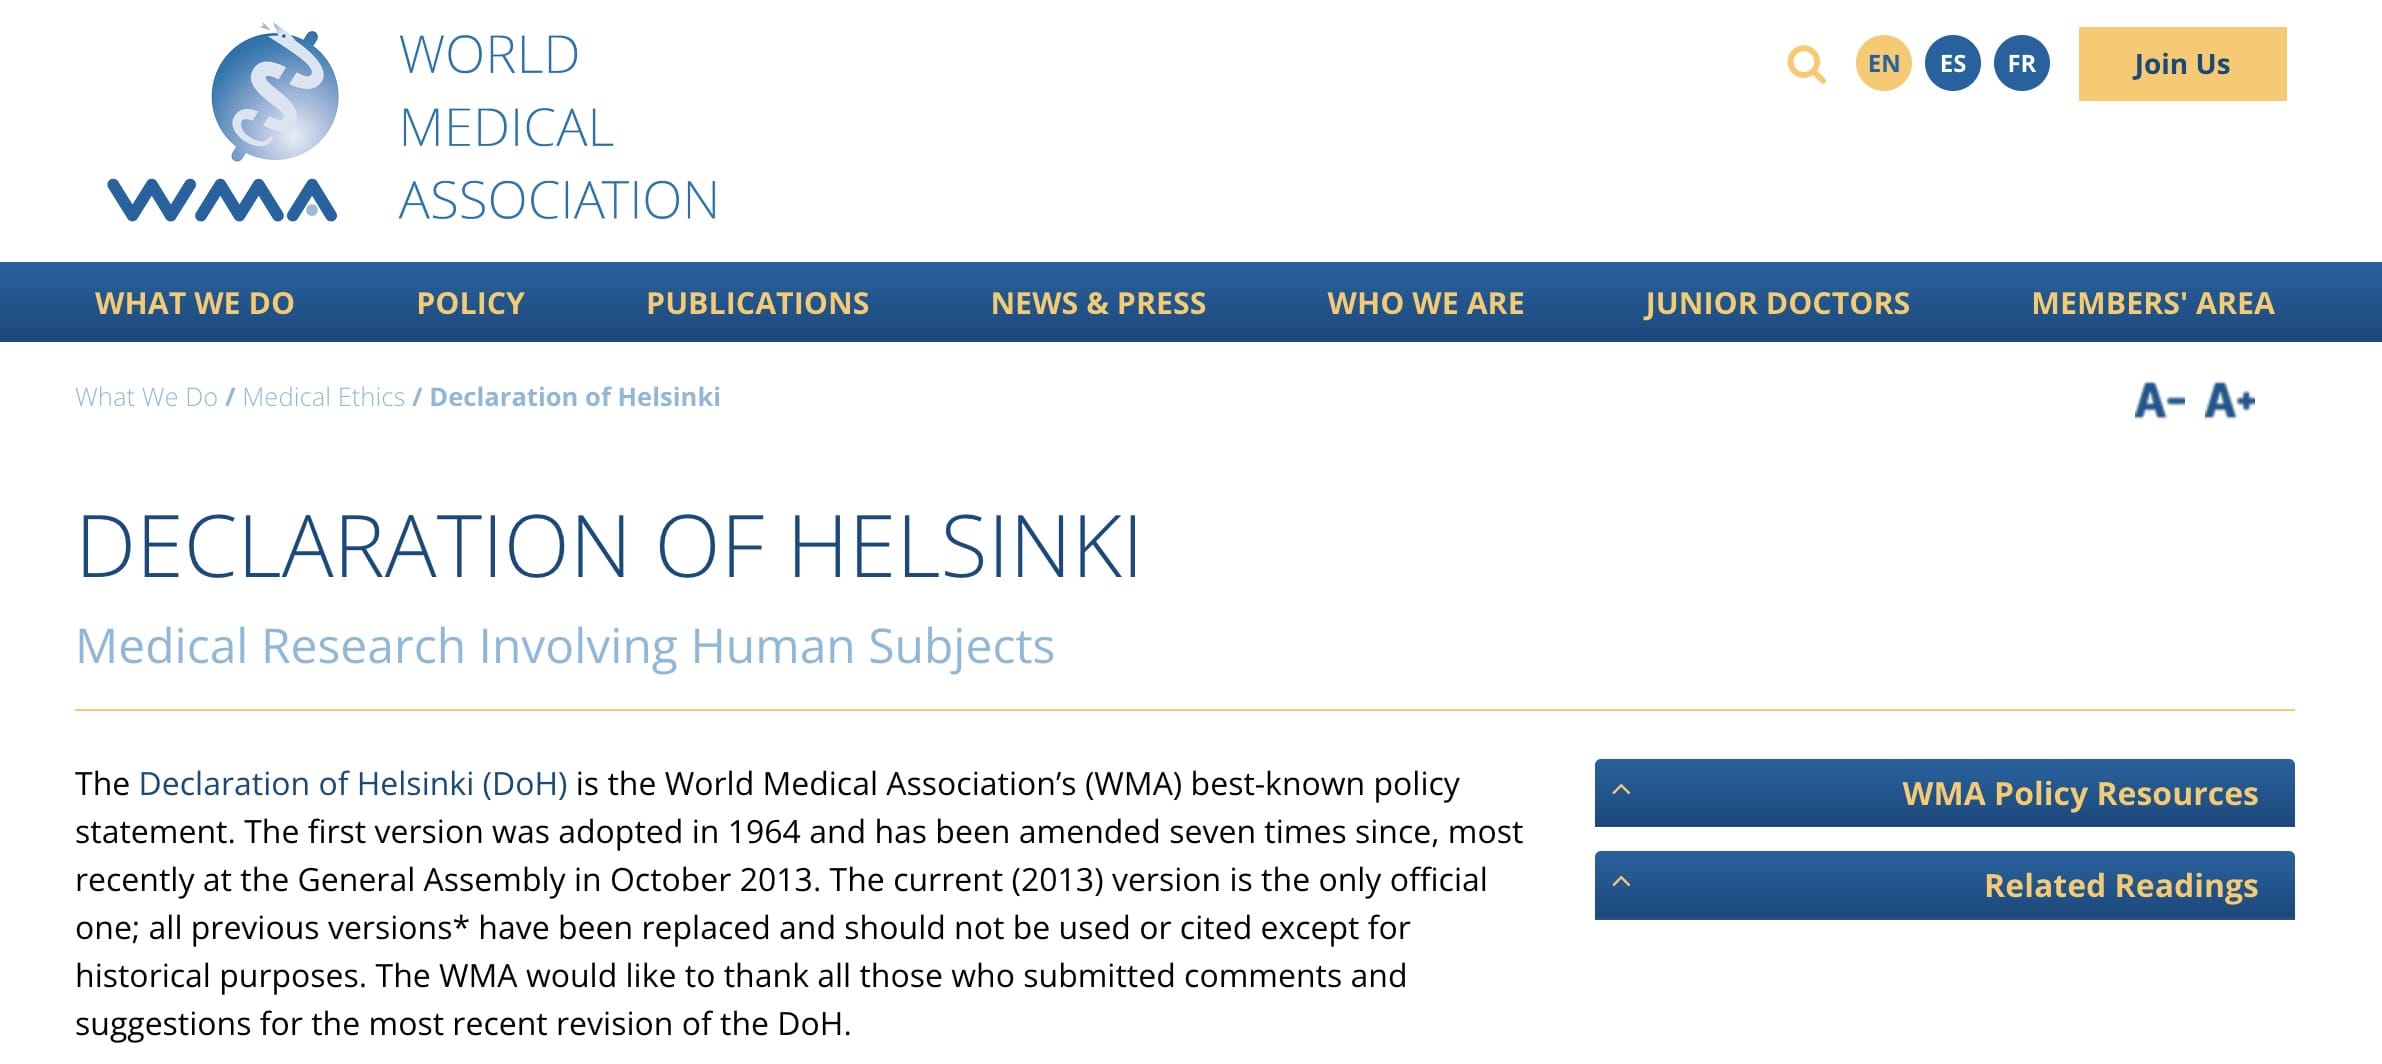 WORLD
MEDICAL
ASSOCIATION
WMA
EN ES FR Join Us
WHAT WE DO POLICY PUBLICATIONS NEWS & PRESS WHO WE ARE JUNIOR DOCTORS MEMBERS' AREA
What We Do / Medical Ethics / Declaration of Helsinki
A- A+
DECLARATION OF HELSINKI
Medical Research Involving Human Subjects
The Declaration of Helsinki (DoH) is the World Medical Association’s (WMA) best-known policy
statement. The first version was adopted in 1964 and has been amended seven times since, most
recently at the General Assembly in October 2013. The current (2013) version is the only official
one; all previous versions* have been replaced and should not be used or cited except for
historical purposes. The WMA would like to thank all those who submitted comments and
suggestions for the most recent revision of the DoH.
WMA Policy Resources
Related Readings